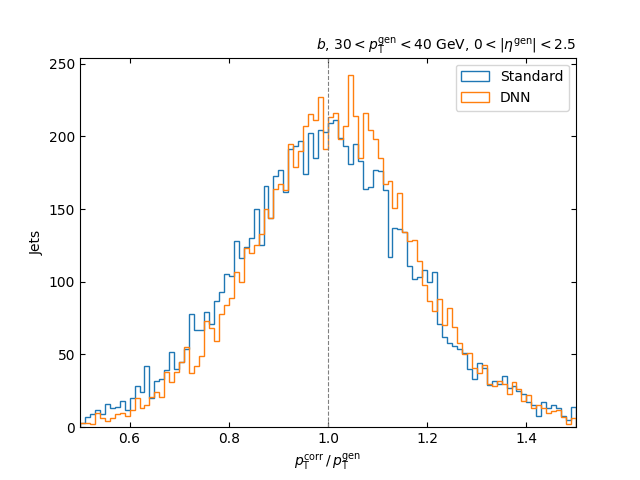 b, 30 < p_T^gen < 40 GeV, 0 < |η^gen| < 2.5
250
Standard
DNN
200
150
Jets
100
50
0
0.6 0.8 1.0 1.2 1.4
p_T^corr / p_T^gen